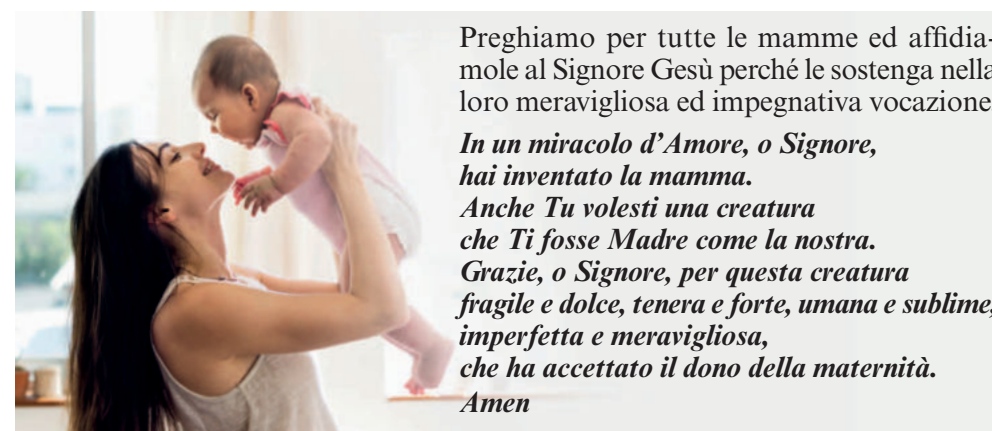 Preghiamo per tutte le mamme ed affidia-
mole al Signore Gesù perché le sostenga nella
loro meravigliosa ed impegnativa vocazione
In un miracolo d’Amore, o Signore,
hai inventato la mamma.
Anche Tu volesti una creatura
che Ti fosse Madre come la nostra.
Grazie, o Signore, per questa creatura
fragile e dolce, tenera e forte, umana e sublime,
imperfetta e meravigliosa,
che ha accettato il dono della maternità.
Amen